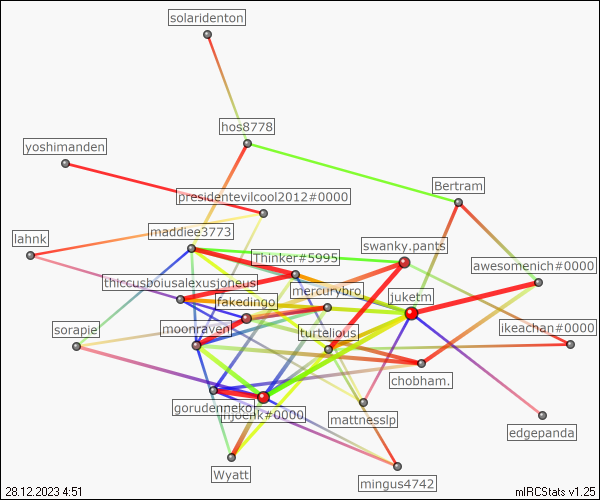 solaridenton
hos8778
yoshimanden
presidentevilcool2012#0000
Bertram
maddiee3773
lahnk
swanky.pants
Thinker#5995
awesomenich#0000
thiccusboiusalexusjoneus
mercurybro
juketm
fakedingo
sorapie
moonraven
turtelious
ikeachan#0000
chobham.
gorudenneko
njoerik#0000
mattnesslp
edgepanda
Wyatt
mingus4742
28.12.2023 4:51
mIRCStats v1.25